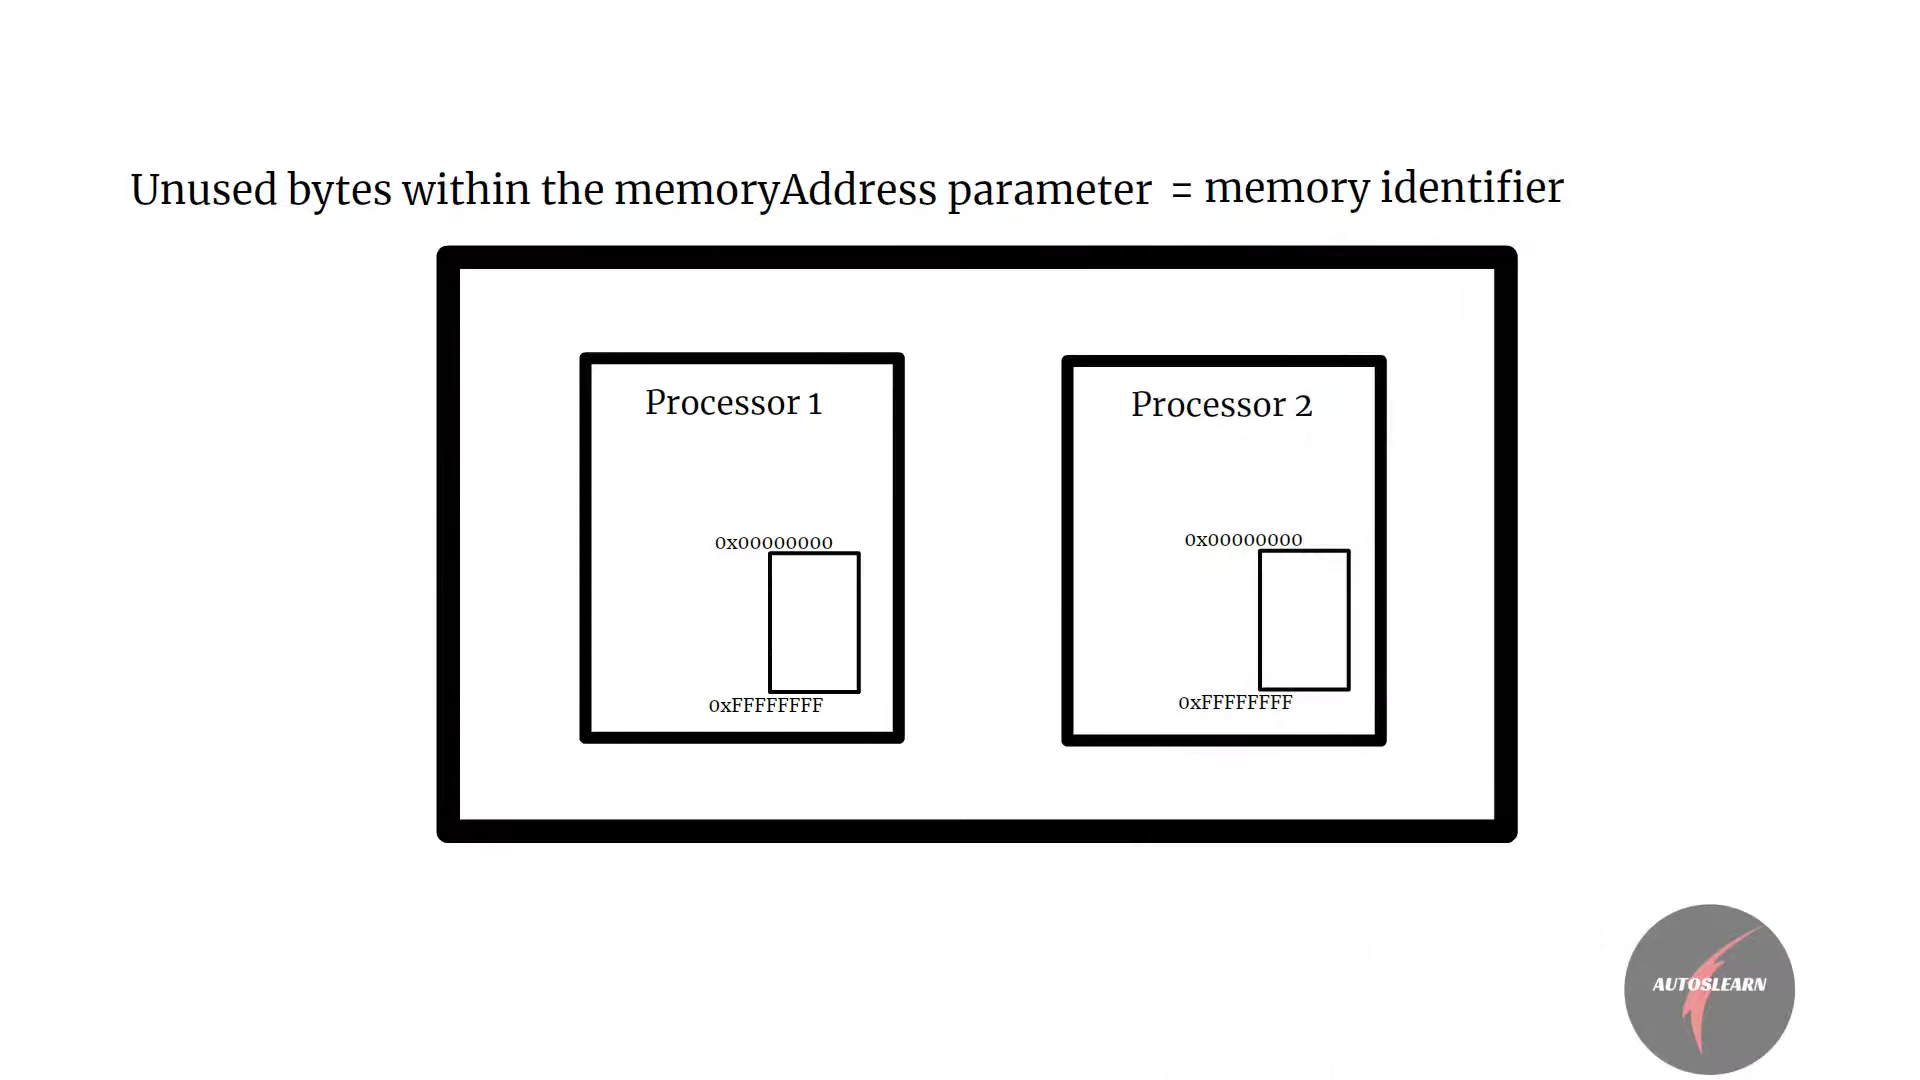 Unused bytes within the memoryAddress parameter = memory identifier
Processor 1
Processor 2
0x00000000
0x00000000
0xFFFFFFFF
0xFFFFFFFF
AUTOSLEARN